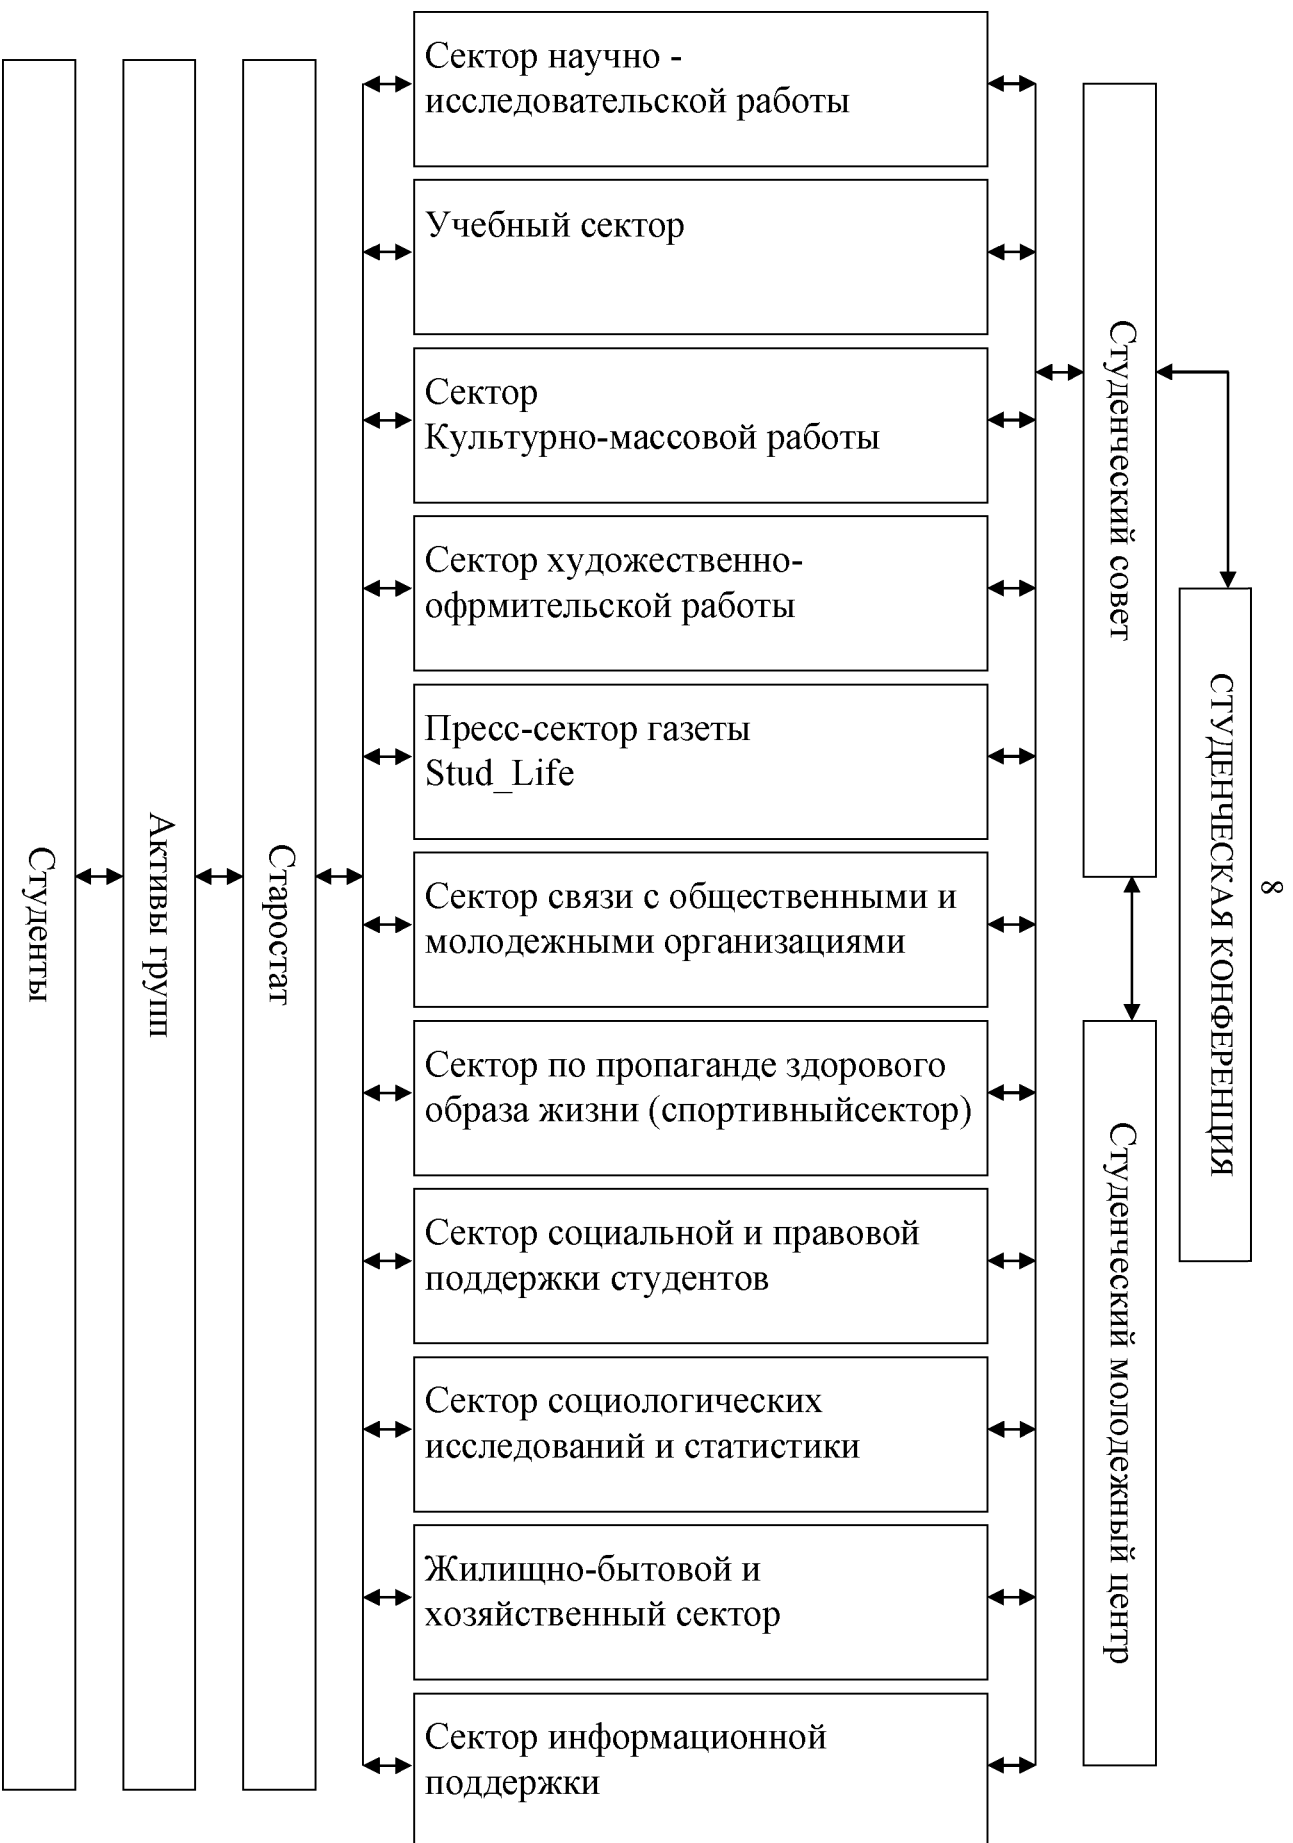 8
СТУДЕНЧЕСКАЯ КОНФЕРЕНЦИЯ
Студенческий совет
Студенческий молодежный центр
Сектор научно -
исследовательской работы
Учебный сектор
Сектор
Культурно-массовой работы
Сектор художественно-
офрмительской работы
Пресс-сектор газеты
Stud_Life
Сектор связи с общественными и
молодежными организациями
Сектор по пропаганде здорового
образа жизни (спортивныйсектор)
Сектор социальной и правовой
поддержки студентов
Сектор социологических
исследований и статистики
Жилищно-бытовой и
хозяйственный сектор
Сектор информационной
поддержки
Старостат
Активы групп
Студенты